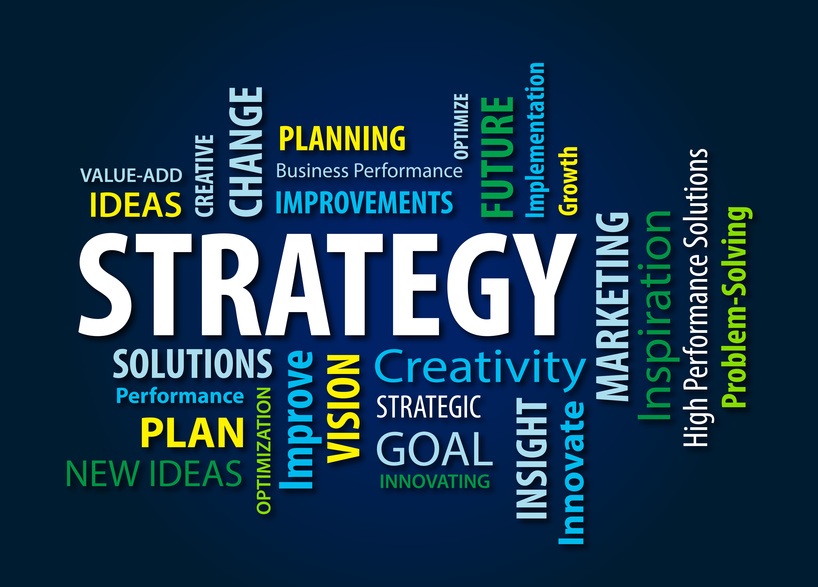 CHANGE
CREATIVE
VALUE-ADD
IDEAS
PLANNING
Business Performance
IMPROVEMENTS
OPTIMIZE
FUTURE
Implementation
Growth
STRATEGY
MARKETING
Inspiration
High Performance Solutions
Problem-Solving
SOLUTIONS
Performance
PLAN
NEW IDEAS
OPTIMIZATION
Improve
VISION
Creativity
STRATEGIC
GOAL
INNOVATING
INSIGHT
Innovate